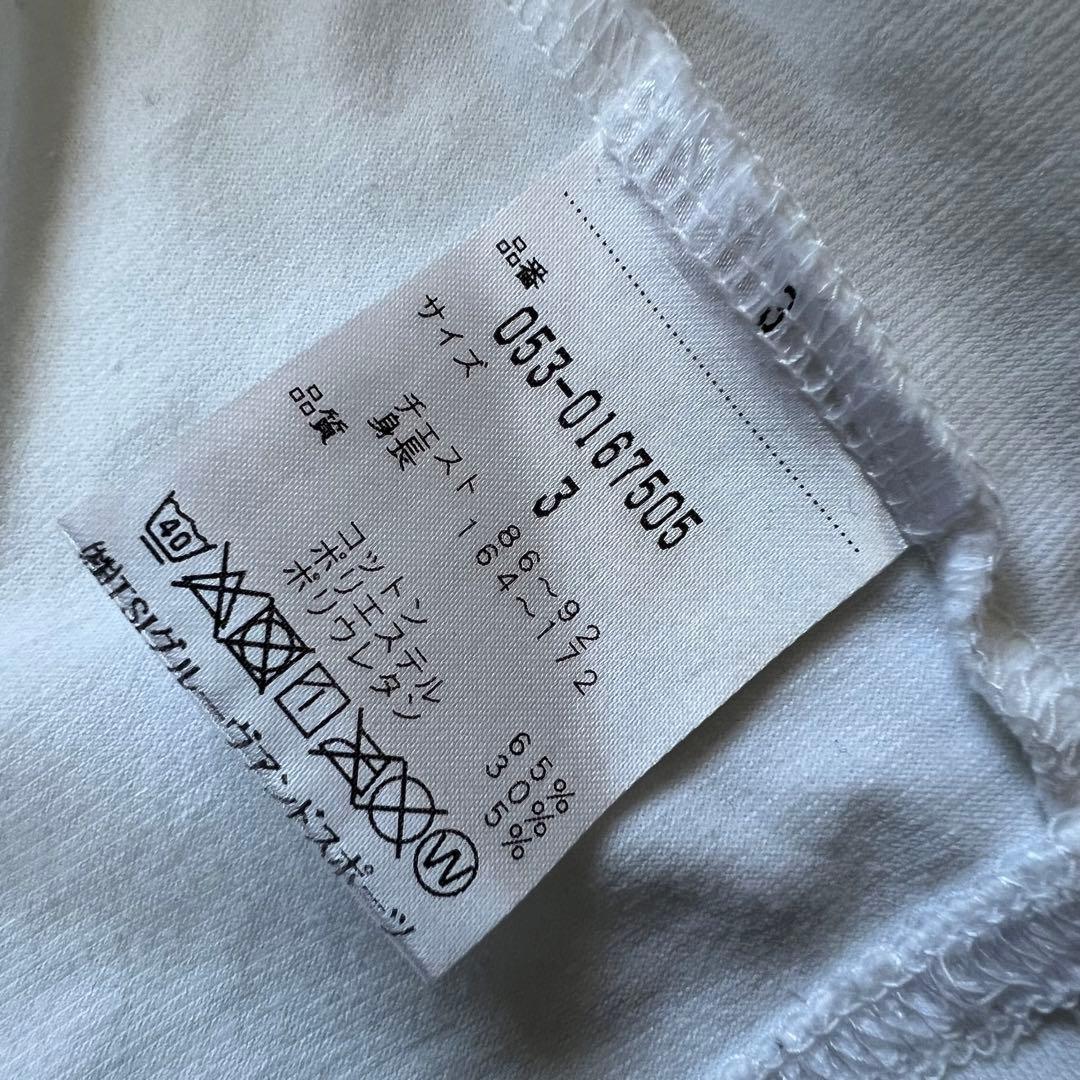 3
品番 053-0167505
サイズ 3
チェスト 86～92
身長 164～172
品質
コットン 65%
ポリエステル 30%
ポリウレタン 5%
40
W
㈱TSIグルーヴアンドスポーツ